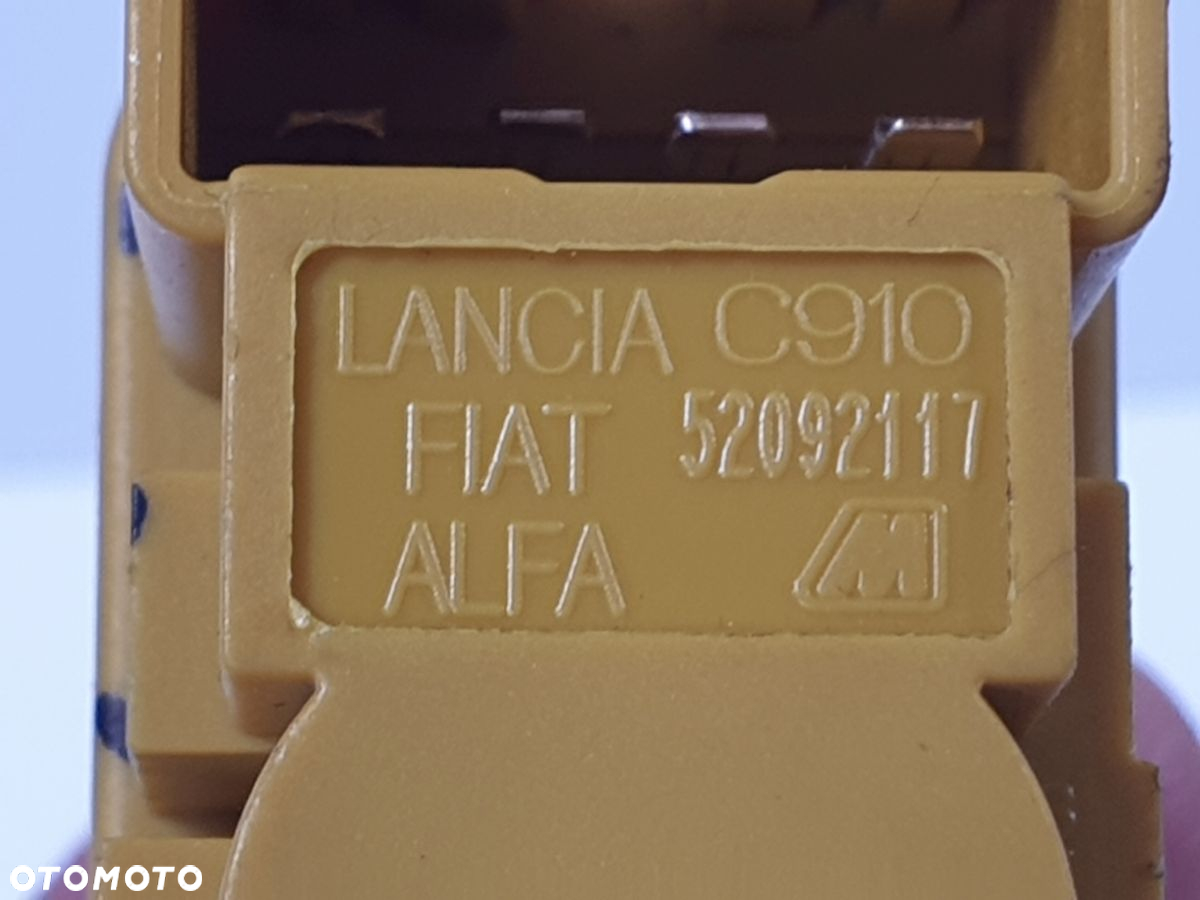 LANCIA C910
FIAT 52092117
ALFA M
OTOMOTO